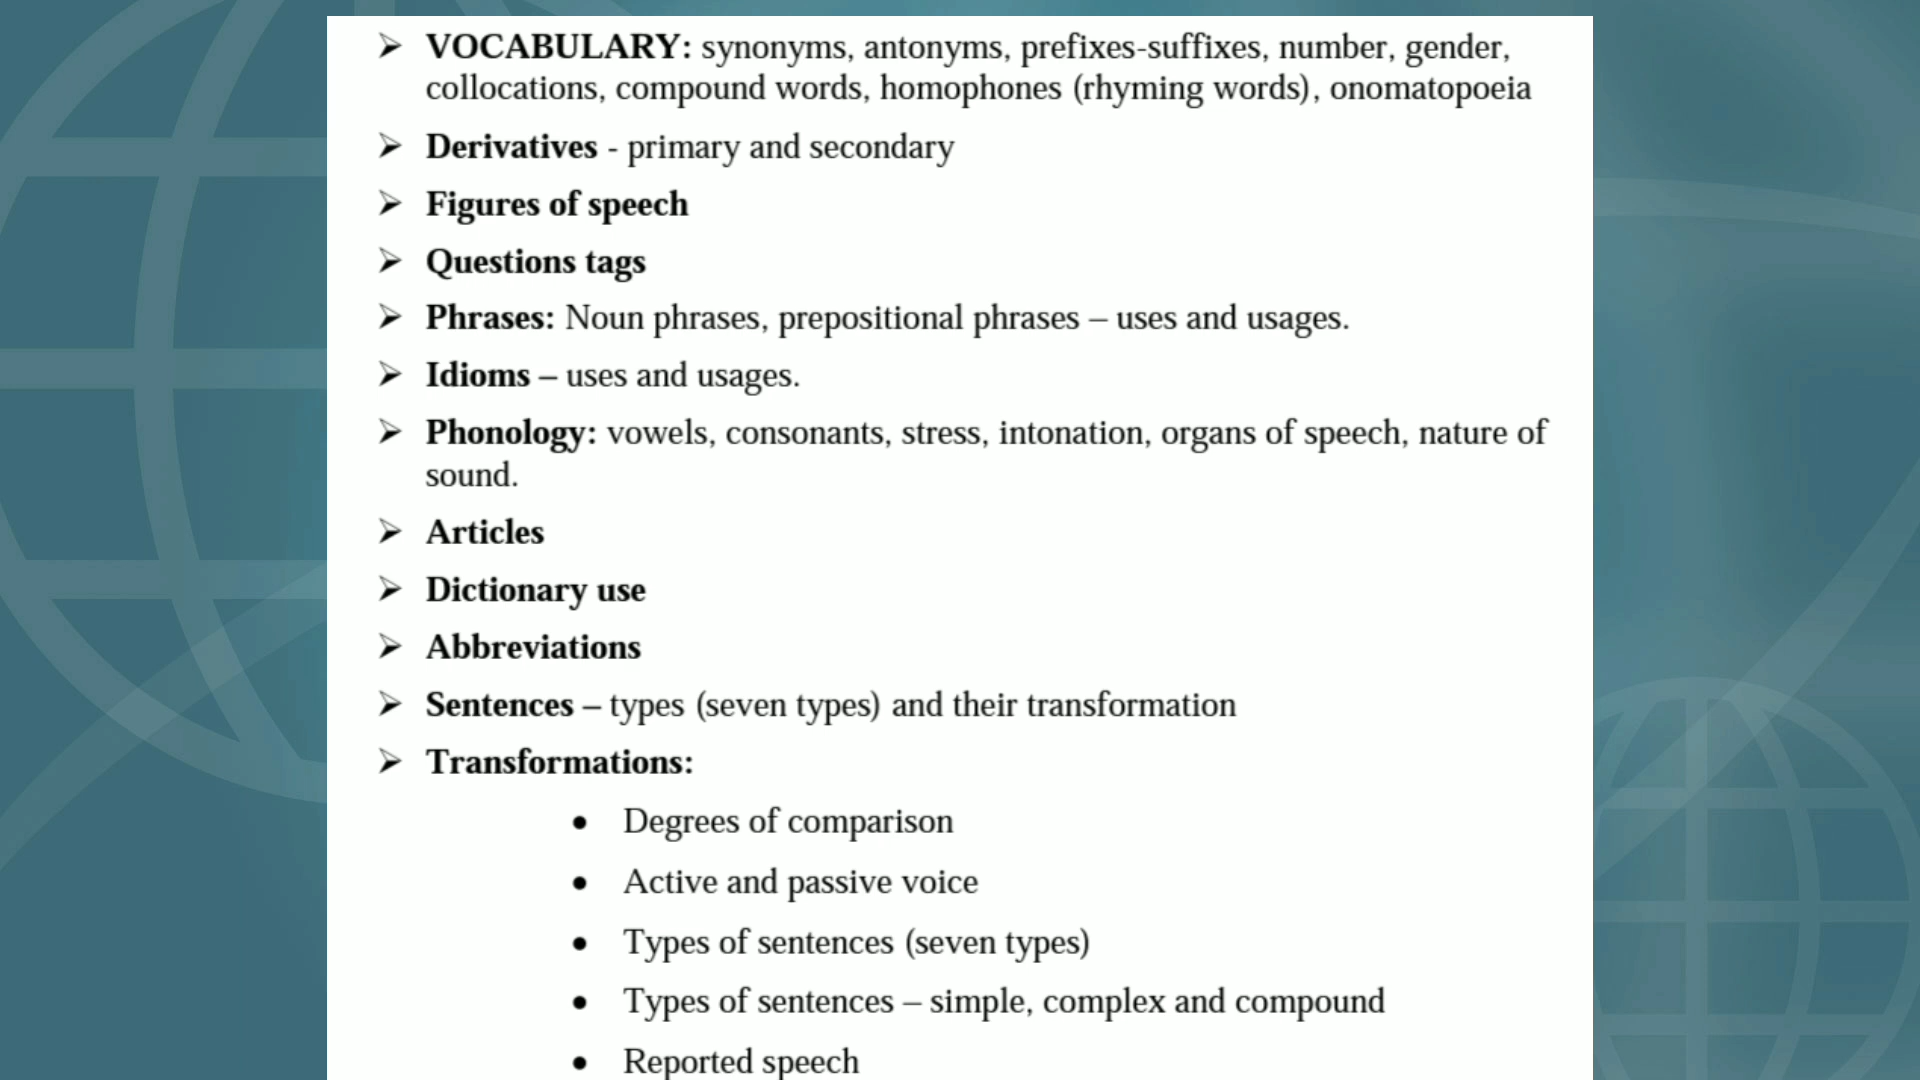 ➢ VOCABULARY: synonyms, antonyms, prefixes-suffixes, number, gender,
collocations, compound words, homophones (rhyming words), onomatopoeia
➢ Derivatives - primary and secondary
➢ Figures of speech
➢ Questions tags
➢ Phrases: Noun phrases, prepositional phrases – uses and usages.
➢ Idioms – uses and usages.
➢ Phonology: vowels, consonants, stress, intonation, organs of speech, nature of
sound.
➢ Articles
➢ Dictionary use
➢ Abbreviations
➢ Sentences – types (seven types) and their transformation
➢ Transformations:
• Degrees of comparison
• Active and passive voice
• Types of sentences (seven types)
• Types of sentences – simple, complex and compound
• Reported speech